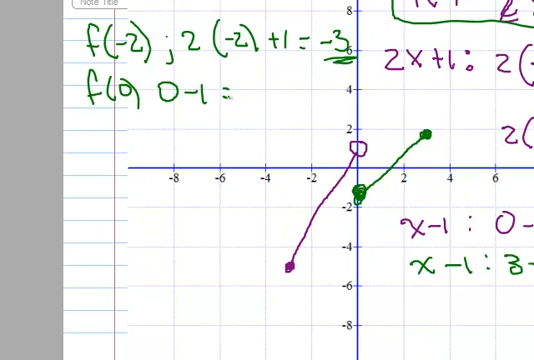 Note Title
f(-2) ; 2(-2) +1 = -3
f(0) 0-1 =
2x+1: 2(-
2(
x-1 : 0-
x-1 : 3-
8
6
4
2
-8 -6 -4 -2 2 4 6
-2
-4
-6
-8